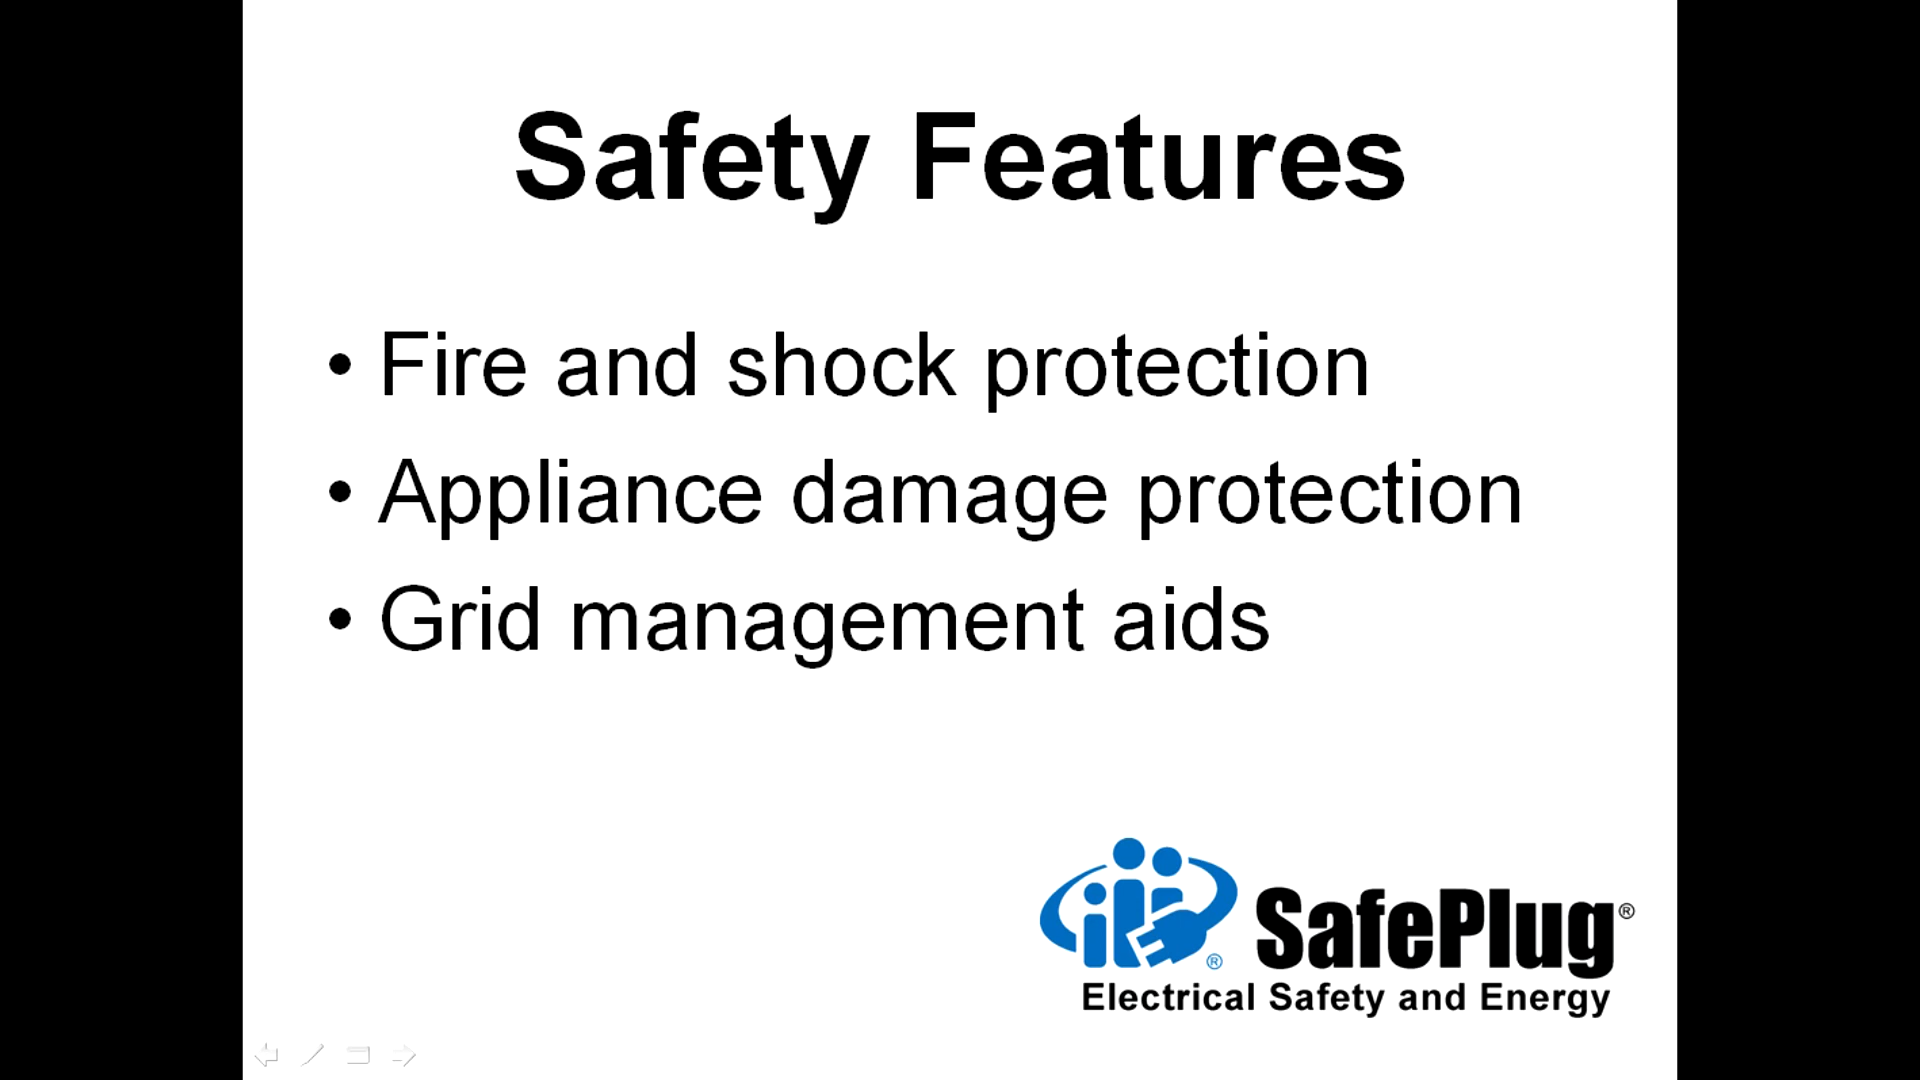 Safety Features
• Fire and shock protection
• Appliance damage protection
• Grid management aids
SafePlug®
®
Electrical Safety and Energy